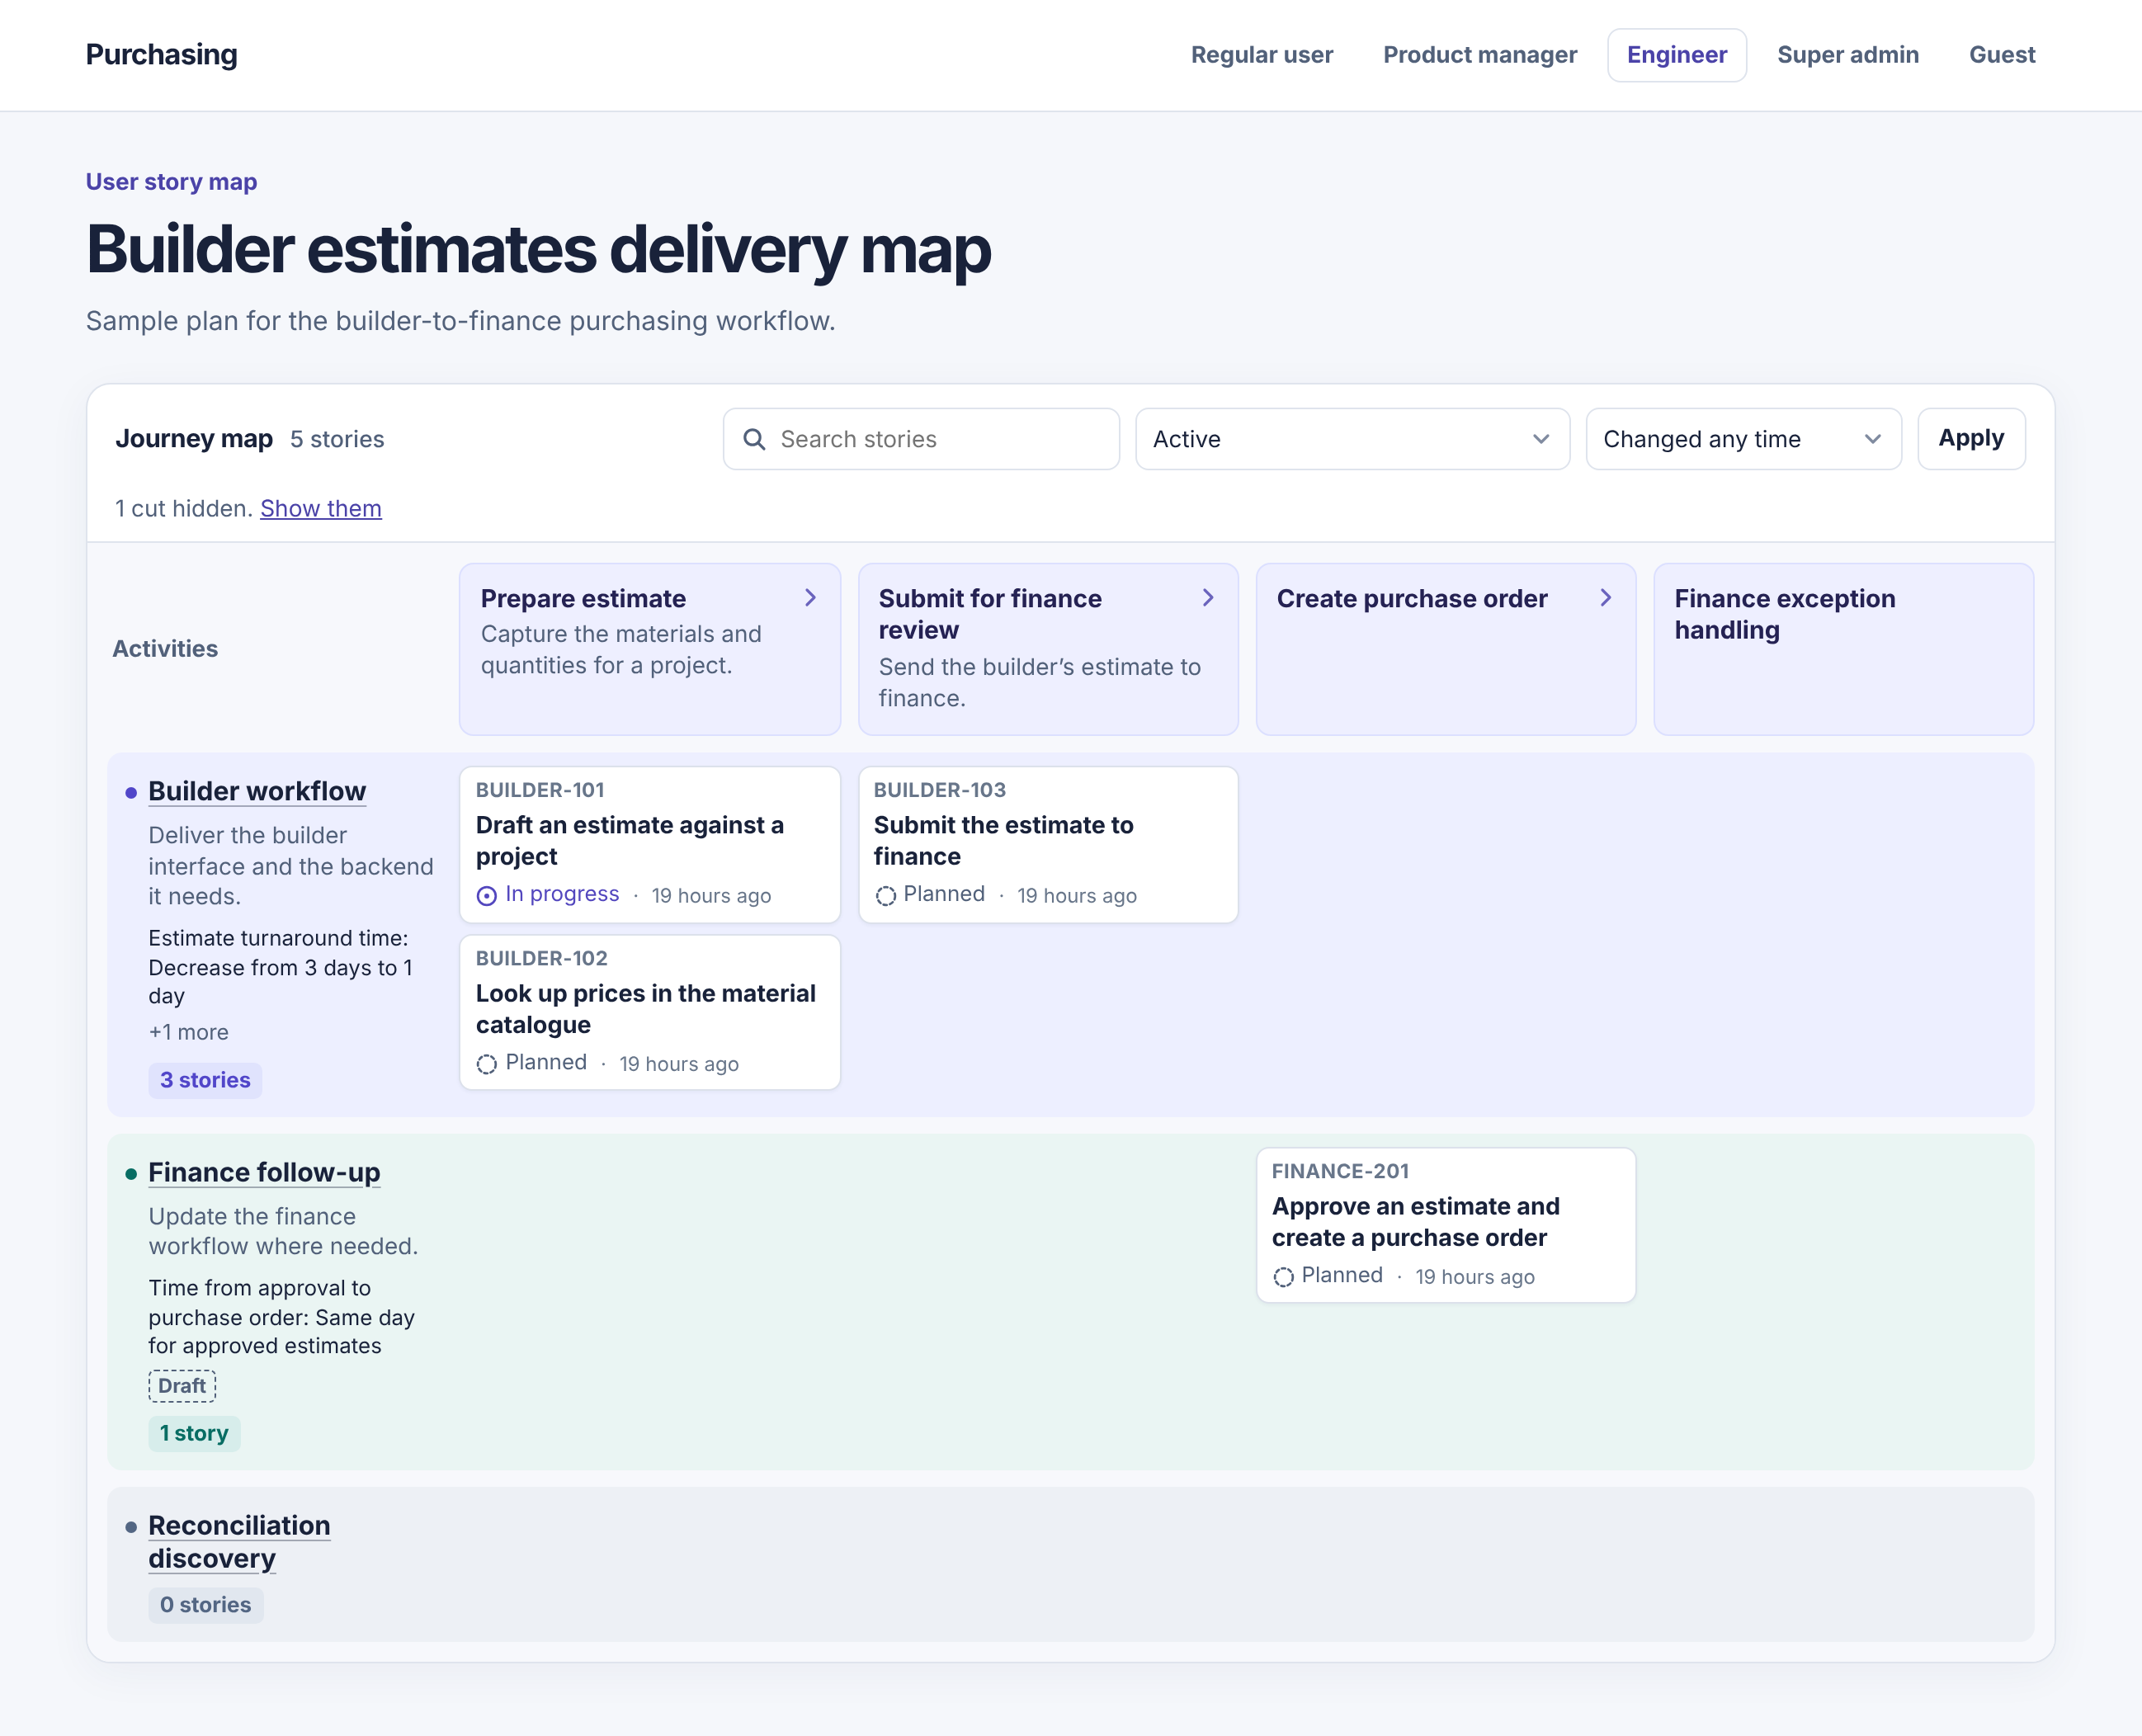 Purchasing
Regular user
Product manager
Engineer
Super admin
Guest
User story map
Builder estimates delivery map
Sample plan for the builder-to-finance purchasing workflow.
Journey map 5 stories
Search stories
Active
Changed any time
Apply
1 cut hidden. Show them
Activities
Prepare estimate
Capture the materials and
quantities for a project.
Submit for finance
review
Send the builder’s estimate to
finance.
Create purchase order
Finance exception
handling
Builder workflow
Deliver the builder
interface and the backend
it needs.
Estimate turnaround time:
Decrease from 3 days to 1
day
+1 more
3 stories
BUILDER-101
Draft an estimate against a
project
In progress · 19 hours ago
BUILDER-102
Look up prices in the material
catalogue
Planned · 19 hours ago
BUILDER-103
Submit the estimate to
finance
Planned · 19 hours ago
Finance follow-up
Update the finance
workflow where needed.
Time from approval to
purchase order: Same day
for approved estimates
Draft
1 story
FINANCE-201
Approve an estimate and
create a purchase order
Planned · 19 hours ago
Reconciliation
discovery
0 stories